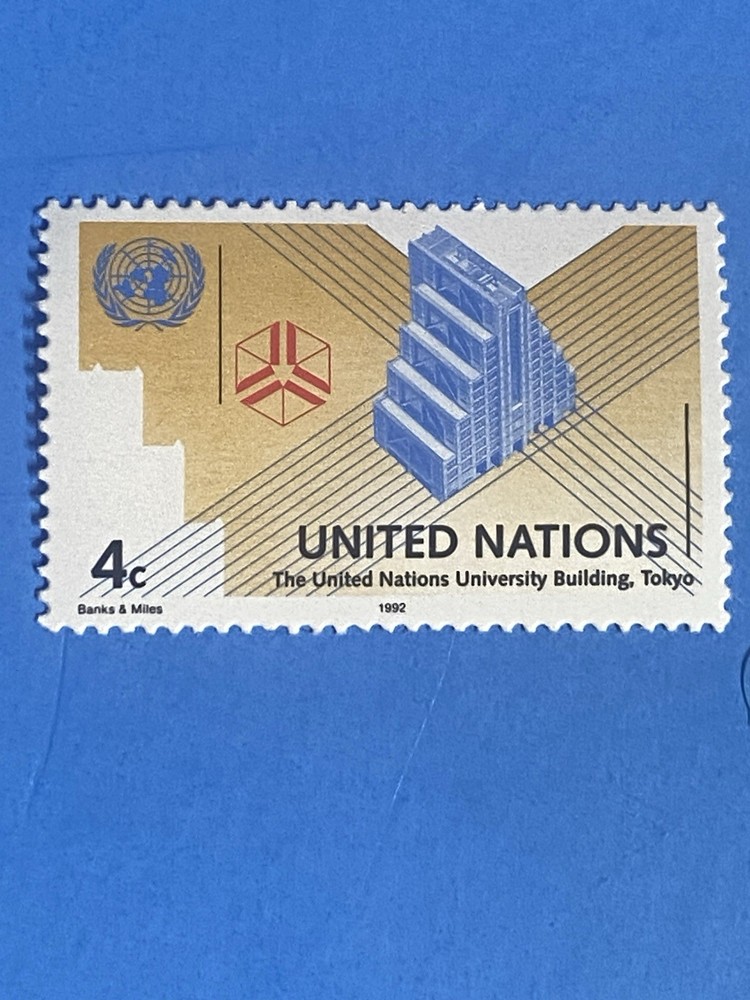 UNITED NATIONS
The United Nations University Building, Tokyo
4c
Banks & Miles
1992